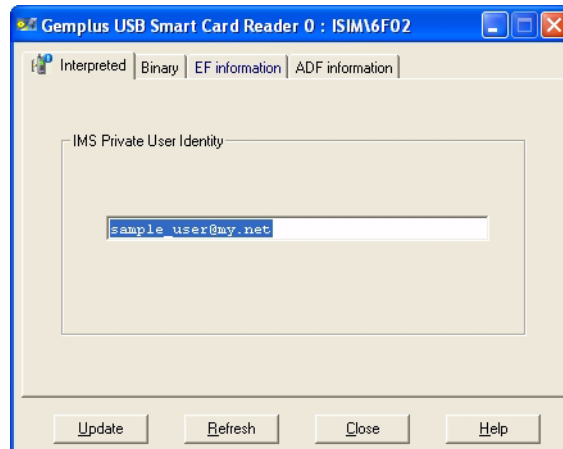 Gemplus USB Smart Card Reader 0 : ISIM\6F02
Interpreted Binary EF information ADF information
IMS Private User Identity
sample_user@my.net
Update Refresh Close Help